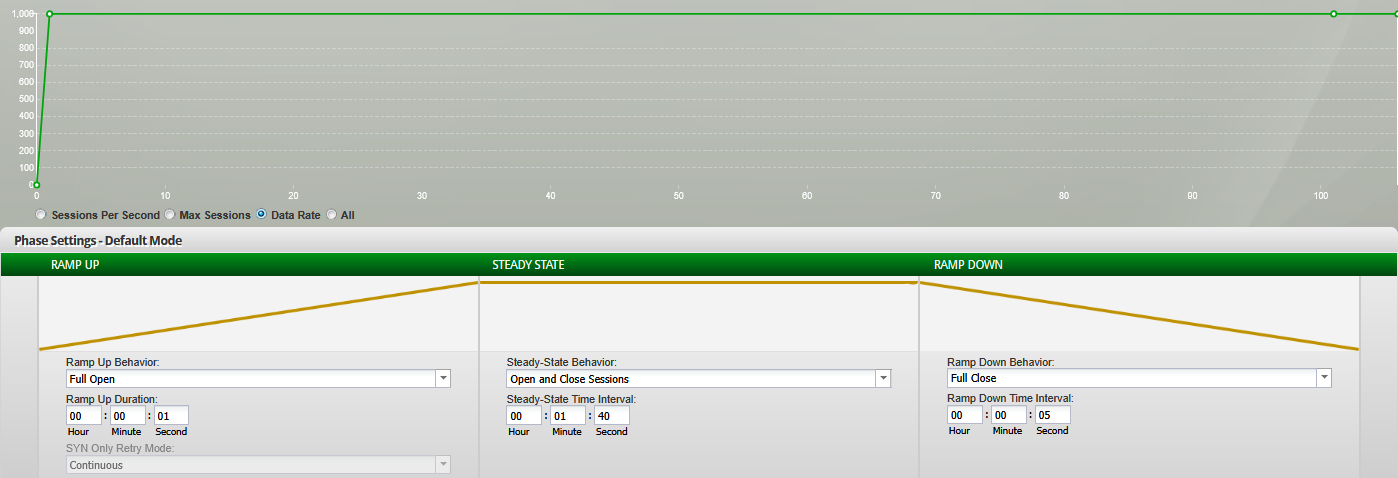 1,000
900
800
700
600
500
400
300
200
100
0
0 10 20 30 40 50 60 70 80 90 100
Sessions Per Second Max Sessions Data Rate All
Phase Settings - Default Mode
RAMP UP STEADY STATE RAMP DOWN
Ramp Up Behavior: Steady-State Behavior: Ramp Down Behavior:
Full Open Open and Close Sessions Full Close
Ramp Up Duration: Steady-State Time Interval: Ramp Down Time Interval:
00 : 00 : 01 00 : 01 : 40 00 : 00 : 05
Hour Minute Second Hour Minute Second Hour Minute Second
SYN Only Retry Mode:
Continuous